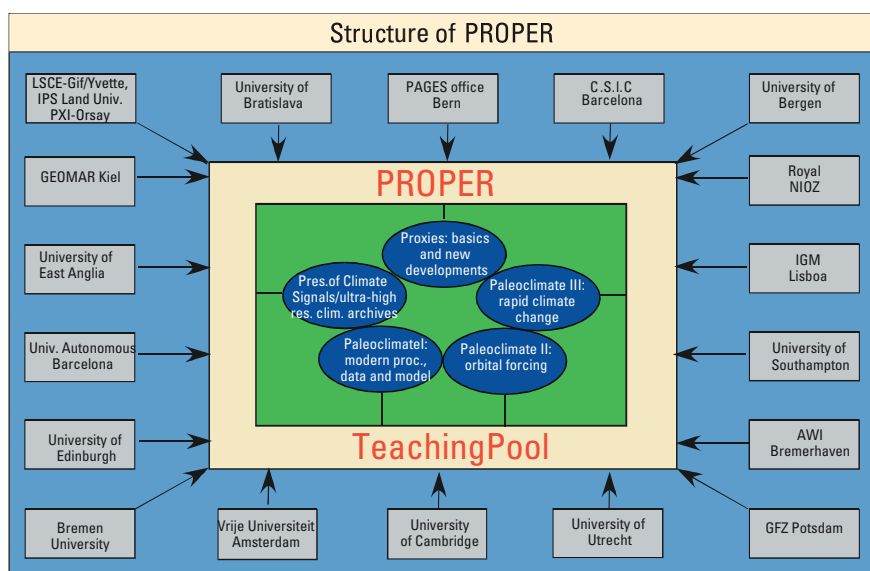 Structure of PROPER
LSCE-Gif/Yvette,
IPS Land Univ.
PXI-Orsay
University of
Bratislava
PAGES office
Bern
C.S.I.C
Barcelona
University of
Bergen
GEOMAR Kiel
PROPER
Royal
NIOZ
Proxies: basics
and new
developments
University of
East Anglia
Pres.of Climate
Signals/ultra-high
res. clim. archives
Paleoclimate III:
rapid climate
change
IGM
Lisboa
Univ. Autonomous
Barcelona
PaleoclimateI:
modern proc.,
data and model
Paleoclimate II:
orbital forcing
University of
Southampton
University of
Edinburgh
TeachingPool
AWI
Bremerhaven
Bremen
University
Vrije Universiteit
Amsterdam
University
of Cambridge
University of
Utrecht
GFZ Potsdam